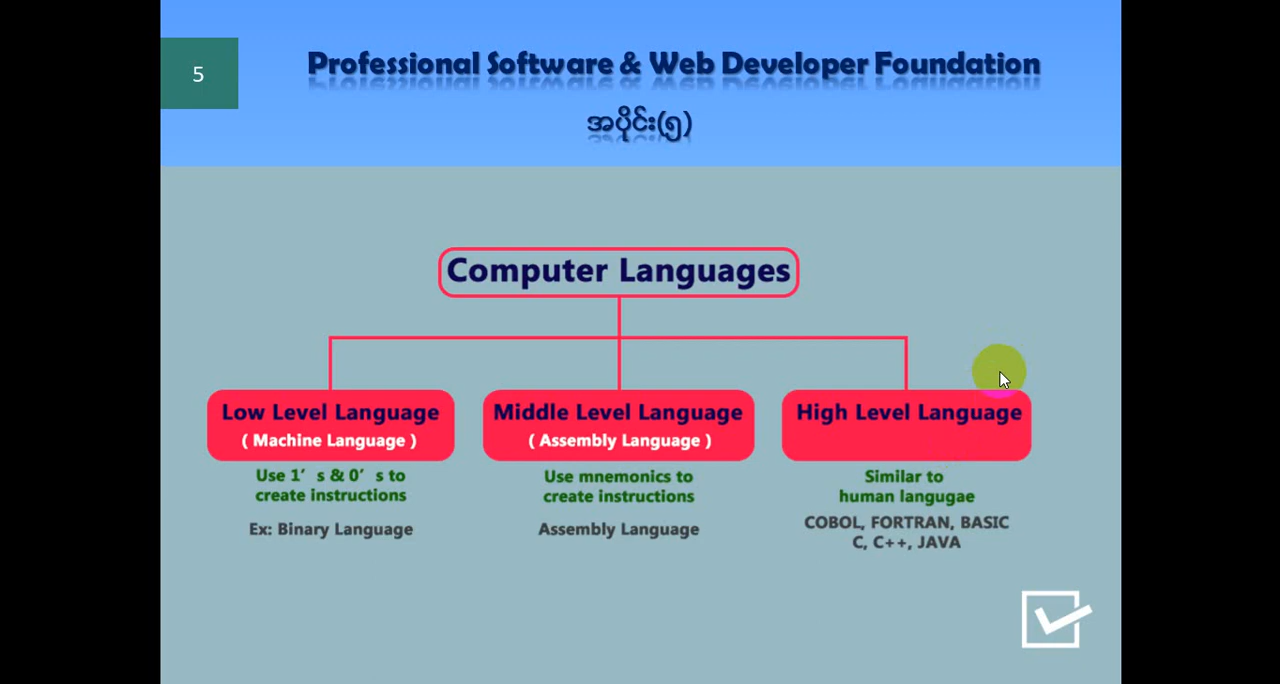 5
Professional Software & Web Developer Foundation
အပိုင်း(၅)
Computer Languages
Low Level Language
( Machine Language )
Use 1’ s & 0’ s to
create instructions
Ex: Binary Language
Middle Level Language
( Assembly Language )
Use mnemonics to
create instructions
Assembly Language
High Level Language
Similar to
human langugae
COBOL, FORTRAN, BASIC
C, C++, JAVA